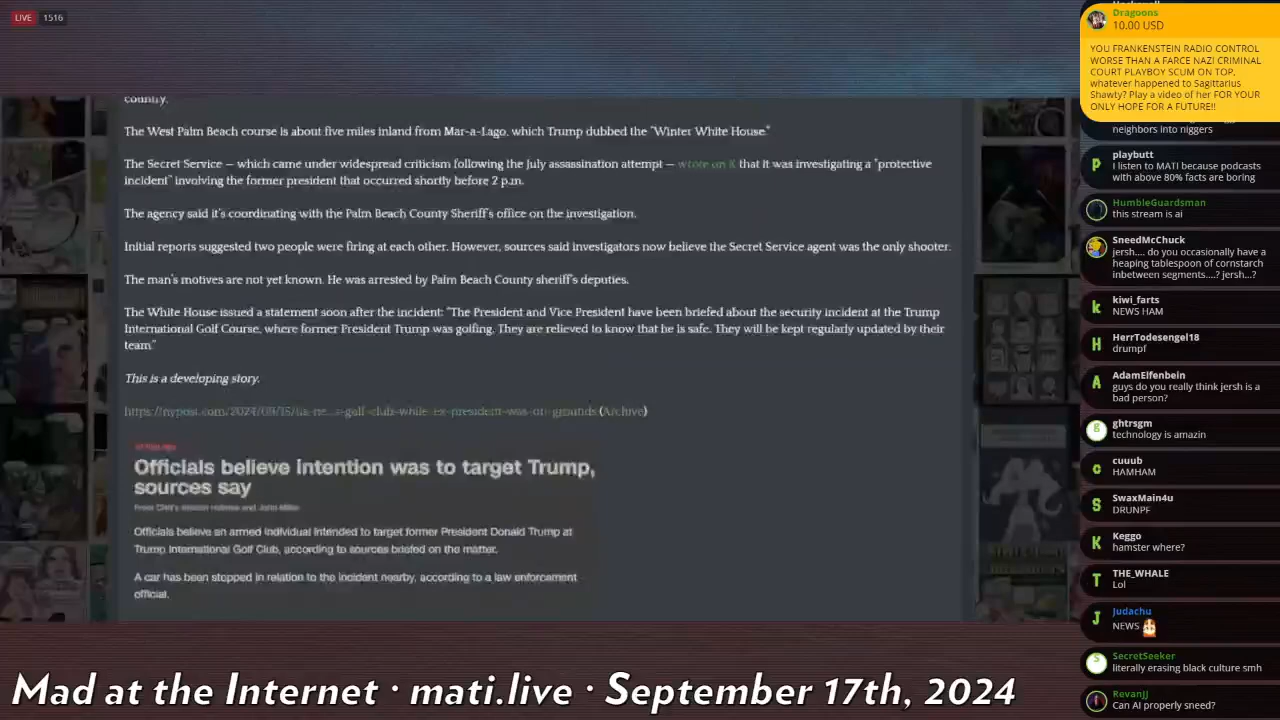 LIVE 1516
country.
The West Palm Beach course is about five miles inland from Mar-a-Lago, which Trump dubbed the "Winter White House."
The Secret Service — which came under widespread criticism following the July assassination attempt — wrote on X that it was investigating a "protective
incident" involving the former president that occurred shortly before 2 p.m.
The agency said it's coordinating with the Palm Beach County Sheriff's office on the investigation.
Initial reports suggested two people were firing at each other. However, sources said investigators now believe the Secret Service agent was the only shooter.
The man's motives are not yet known. He was arrested by Palm Beach County sheriff's deputies.
The White House issued a statement soon after the incident: "The President and Vice President have been briefed about the security incident at the Trump
International Golf Course, where former President Trump was golfing. They are relieved to know that he is safe. They will be kept regularly updated by their
team."
This is a developing story.
https://nypost.com/2024/09/15/us-ne...s-golf-club-while-ex-president-was-on-grounds (Archive)
Officials believe intention was to target Trump,
sources say
Officials believe an armed individual intended to target former President Donald Trump at
Trump International Golf Club, according to sources briefed on the matter.
A car has been stopped in relation to the incident nearby, according to a law enforcement
official.
Mad at the Internet · mati.live · September 17th, 2024
Dragoons
10.00 USD
YOU FRANKENSTEIN RADIO CONTROL
WORSE THAN A FARCE NAZI CRIMINAL
COURT PLAYBOY SCUM ON TOP,
whatever happened to Sagittarius
Shawty? Play a video of her FOR YOUR
ONLY HOPE FOR A FUTURE!!
neighbors into niggers
playbutt
I listen to MATI because podcasts
with above 80% facts are boring
HumbleGuardsman
this stream is ai
SneedMcChuck
jersh.... do you occasionally have a
heaping tablespoon of cornstarch
inbetween segments....? jersh...?
k
kiwi_farts
NEWS HAM
H
HerrTodesengel18
drumpf
A
AdamElfenbein
guys do you really think jersh is a
bad person?
g
ghtrsgm
technology is amazin
c
cuuub
HAMHAM
S
SwaxMain4u
DRUNPF
K
Keggo
hamster where?
T
THE_WHALE
Lol
J
Judachu
NEWS
S
SecretSeeker
literally erasing black culture smh
RevanJJ
Can AI properly sneed?